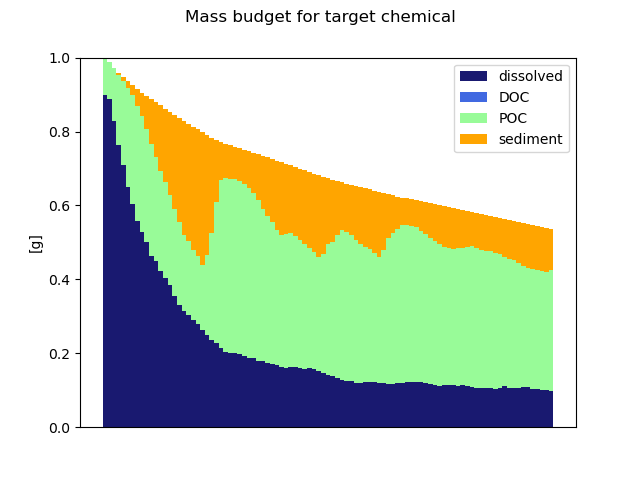 Mass budget for target chemical
1.0
0.8
0.6
0.4
0.2
0.0
[g]
dissolved
DOC
POC
sediment